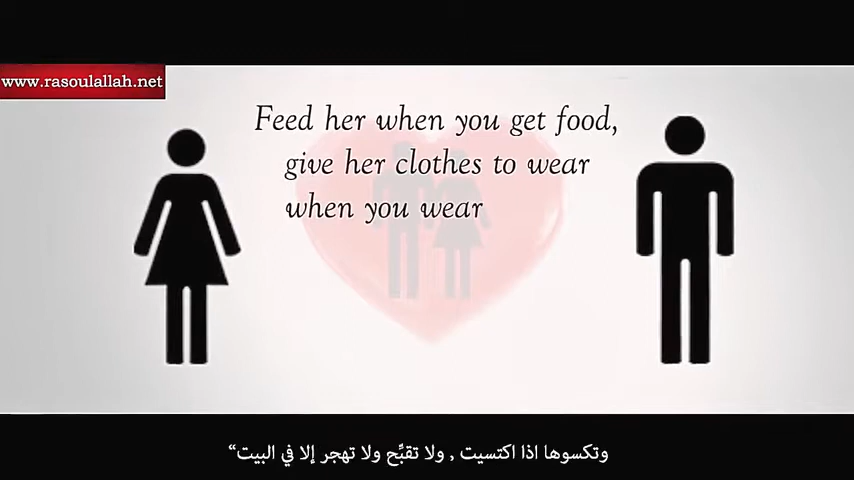 www.rasoulallah.net
Feed her when you get food,
give her clothes to wear
when you wear
وتكسوها اذا اكتسيت , ولا تقبِّح ولا تهجر إلا في البيت“